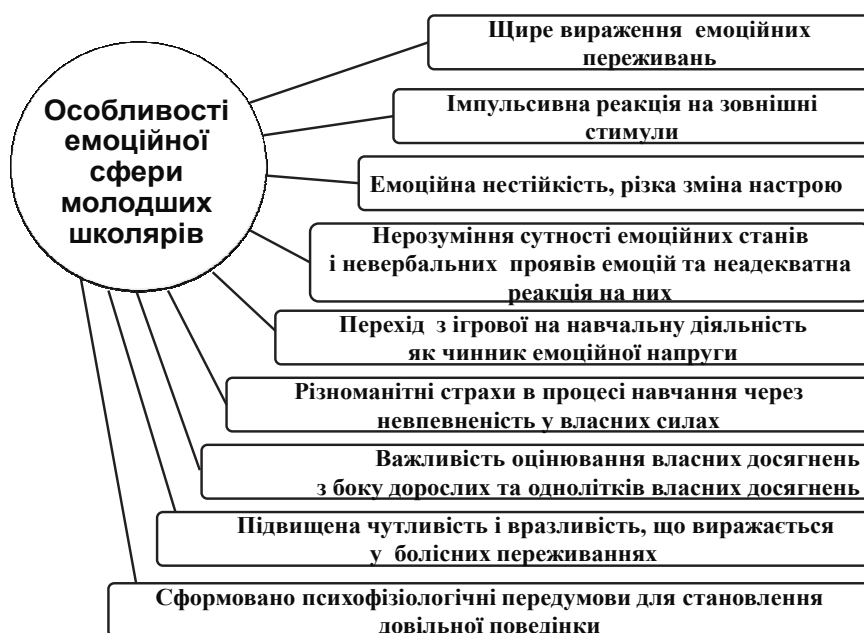 Особливості
емоційної
сфери
молодших
школярів
Щире вираження емоційних
переживань
Імпульсивна реакція на зовнішні
стимули
Емоційна нестійкість, різка зміна настрою
Нерозуміння сутності емоційних станів
і невербальних проявів емоцій та неадекватна
реакція на них
Перехід з ігрової на навчальну діяльність
як чинник емоційної напруги
Різноманітні страхи в процесі навчання через
невпевненість у власних силах
Важливість оцінювання власних досягнень
з боку дорослих та однолітків власних досягнень
Підвищена чутливість і вразливість, що виражається
у болісних переживаннях
Сформовано психофізіологічні передумови для становлення
довільної поведінки